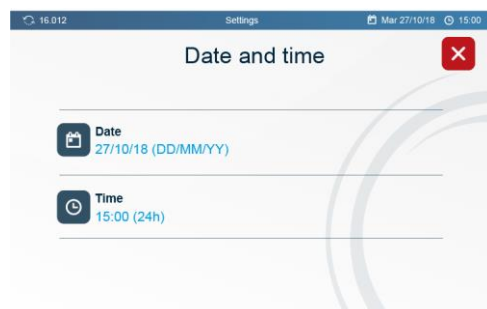 16.012 Settings Mar 27/10/18 15:00
Date and time
Date
27/10/18 (DD/MM/YY)
Time
15:00 (24h)